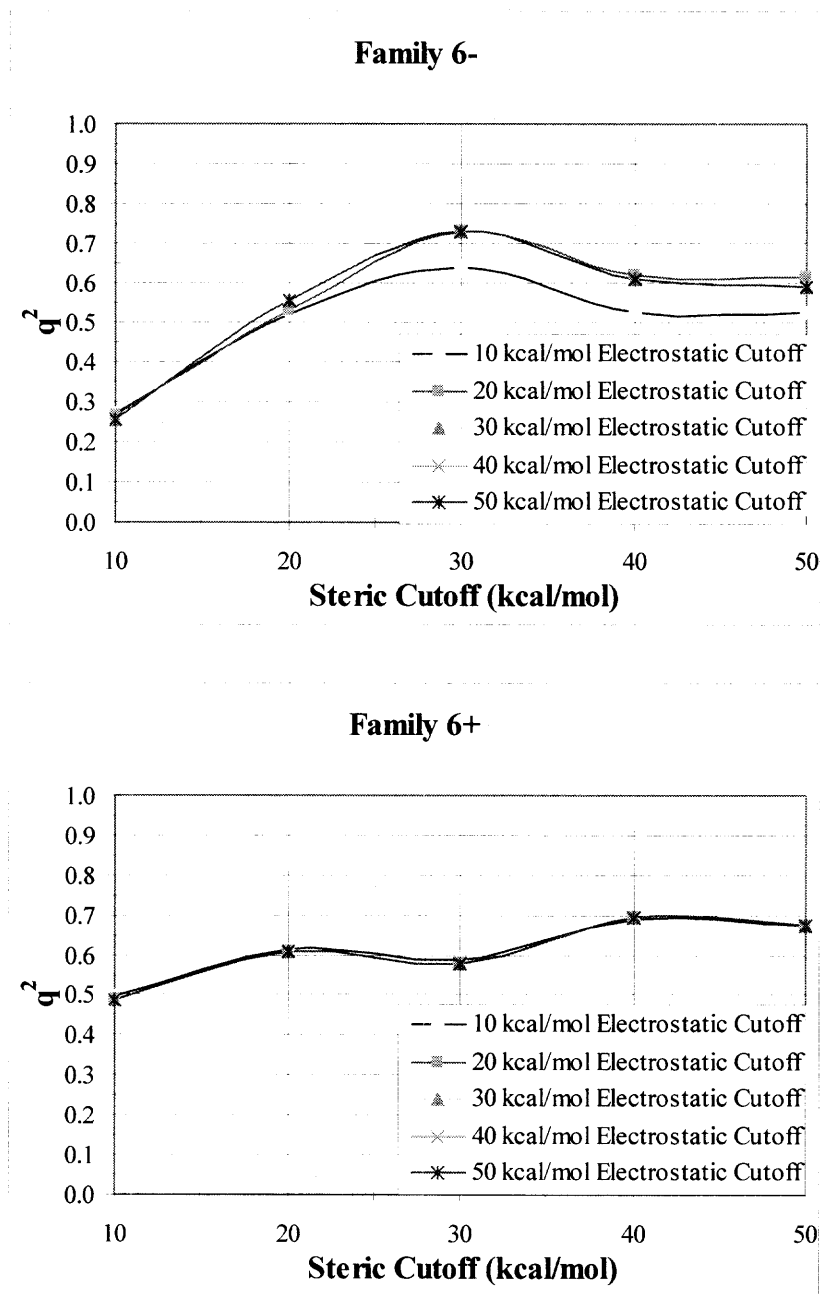 Family 6-
1.0
0.9
0.8
0.7
0.6
0.5
0.4
0.3
0.2
0.1
0.0
q²
10 kcal/mol Electrostatic Cutoff
20 kcal/mol Electrostatic Cutoff
30 kcal/mol Electrostatic Cutoff
40 kcal/mol Electrostatic Cutoff
50 kcal/mol Electrostatic Cutoff
10 20 30 40 50
Steric Cutoff (kcal/mol)
Family 6+
1.0
0.9
0.8
0.7
0.6
0.5
0.4
0.3
0.2
0.1
0.0
q²
10 kcal/mol Electrostatic Cutoff
20 kcal/mol Electrostatic Cutoff
30 kcal/mol Electrostatic Cutoff
40 kcal/mol Electrostatic Cutoff
50 kcal/mol Electrostatic Cutoff
10 20 30 40 50
Steric Cutoff (kcal/mol)